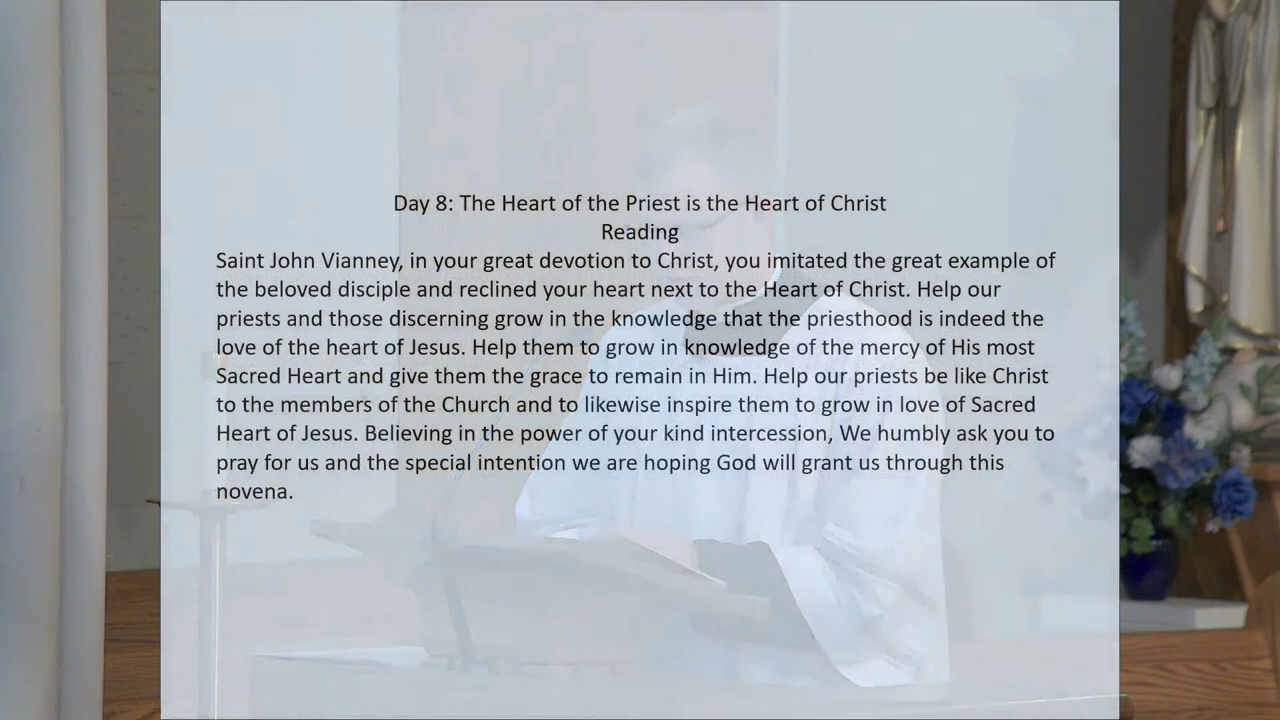 Day 8: The Heart of the Priest is the Heart of Christ
Reading
Saint John Vianney, in your great devotion to Christ, you imitated the great example of
the beloved disciple and reclined your heart next to the Heart of Christ. Help our
priests and those discerning grow in the knowledge that the priesthood is indeed the
love of the heart of Jesus. Help them to grow in knowledge of the mercy of His most
Sacred Heart and give them the grace to remain in Him. Help our priests be like Christ
to the members of the Church and to likewise inspire them to grow in love of Sacred
Heart of Jesus. Believing in the power of your kind intercession, We humbly ask you to
pray for us and the special intention we are hoping God will grant us through this
novena.